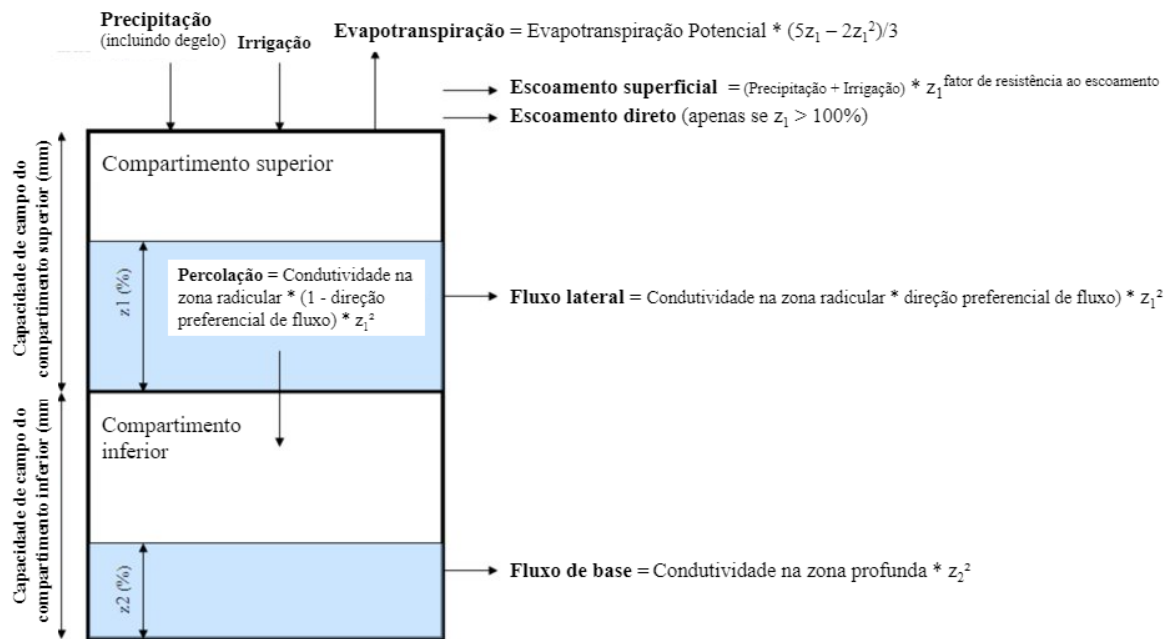 Precipitação
(incluindo degelo)
Irrigação
Evapotranspiração = Evapotranspiração Potencial * (5z₁ – 2z₁²)/3
Escoamento superficial = (Precipitação + Irrigação) * z₁^fator de resistência ao escoamento
Escoamento direto (apenas se z₁ > 100%)
Capacidade de campo do
compartimento superior (mm)
Compartimento superior
z1 (%)
Percolação = Condutividade na
zona radicular * (1 - direção
preferencial de fluxo) * z₁²
Fluxo lateral = Condutividade na zona radicular * direção preferencial de fluxo) * z₁²
Capacidade de campo do
compartimento inferior (mm
Compartimento
inferior
z2 (%)
Fluxo de base = Condutividade na zona profunda * z₂²